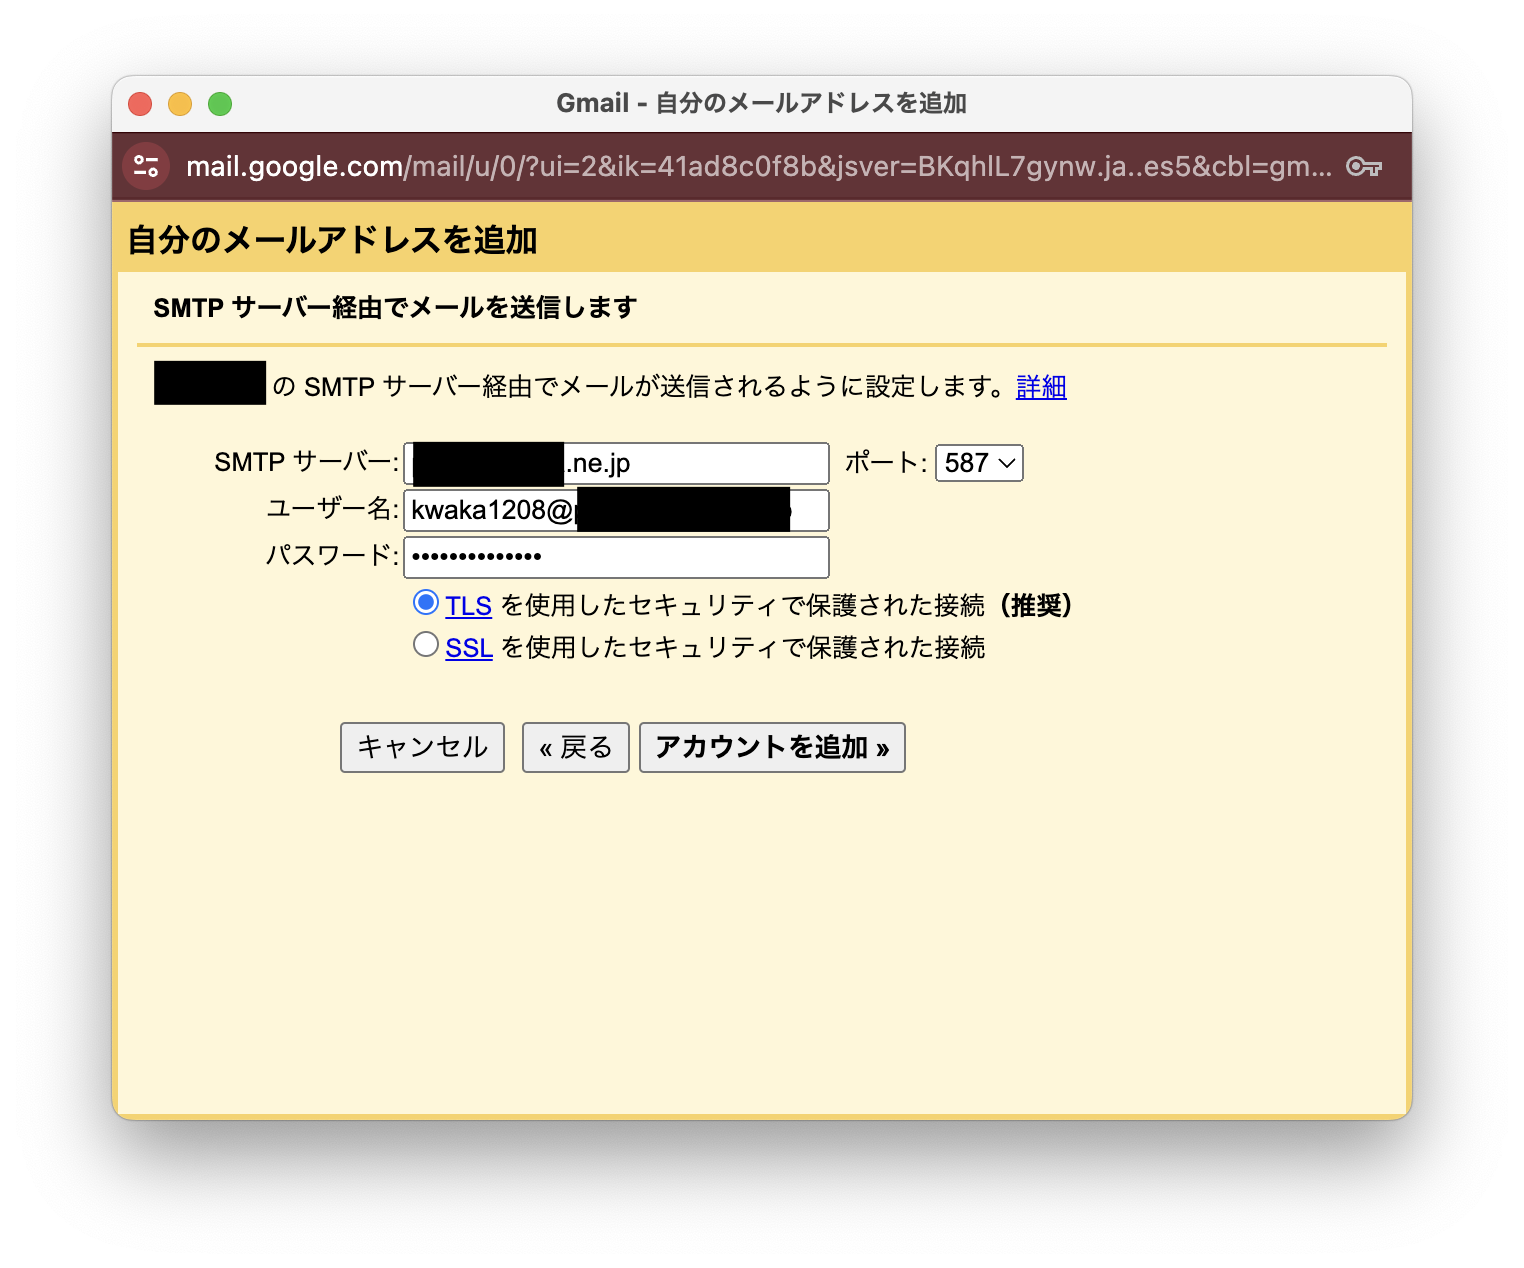 Gmail - 自分のメールアドレスを追加
mail.google.com/mail/u/0/?ui=2&ik=41ad8c0f8b&jsver=BKqhlL7gynw.ja..es5&cbl=gm...
自分のメールアドレスを追加
SMTP サーバー経由でメールを送信します
の SMTP サーバー経由でメールが送信されるように設定します。詳細
SMTP サーバー: .ne.jp ポート: 587
ユーザー名: kwaka1208@
パスワード: ••••••••••••••
TLS を使用したセキュリティで保護された接続（推奨）
SSL を使用したセキュリティで保護された接続
キャンセル « 戻る アカウントを追加 »